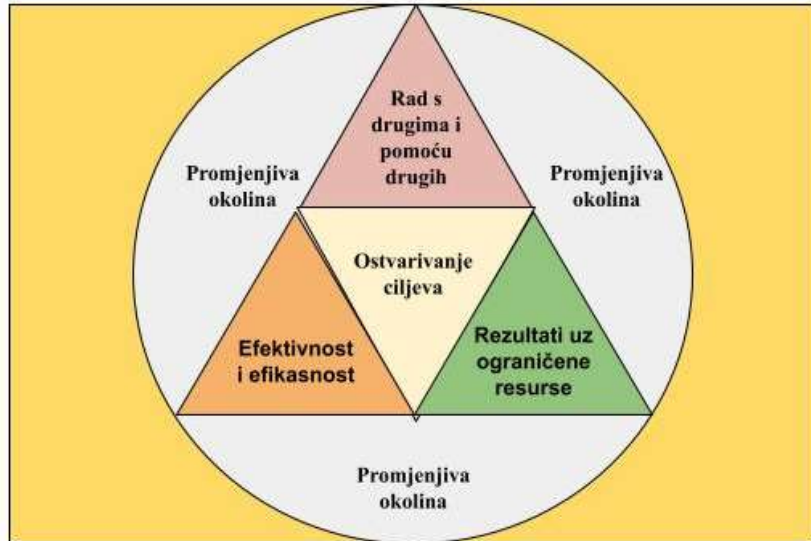 Rad s
drugima i
pomoću
drugih
Promjenjiva
okolina
Promjenjiva
okolina
Ostvarivanje
ciljeva
Efektivnost
i efikasnost
Rezultati uz
ograničene
resurse
Promjenjiva
okolina